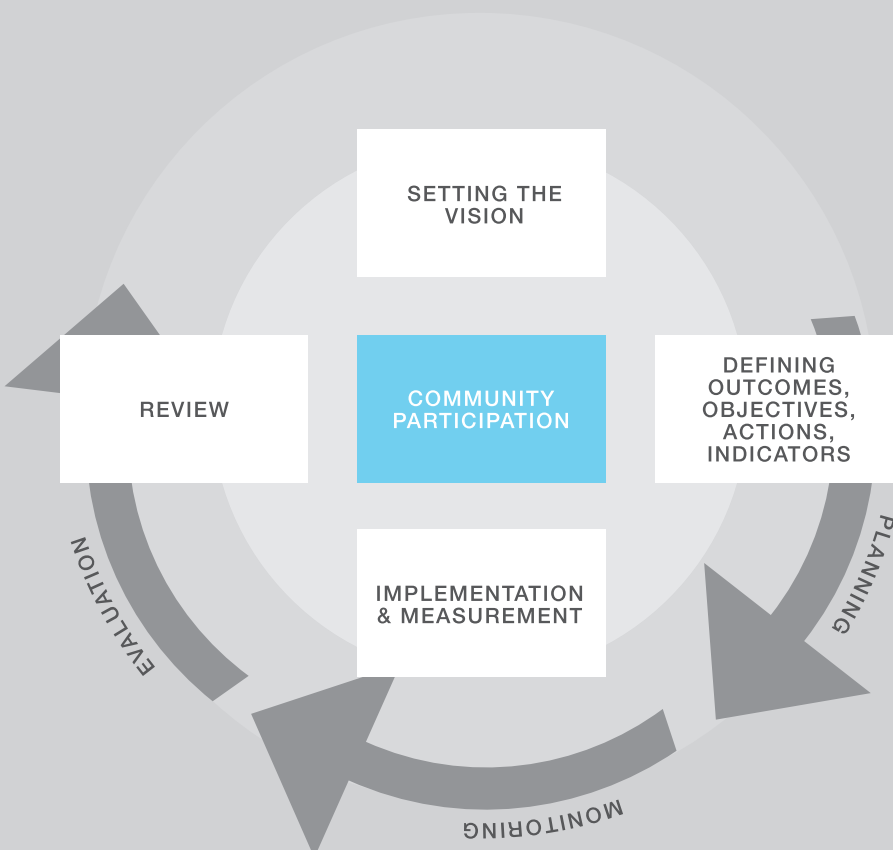 SETTING THE
VISION
REVIEW
COMMUNITY
PARTICIPATION
DEFINING
OUTCOMES,
OBJECTIVES,
ACTIONS,
INDICATORS
IMPLEMENTATION
& MEASUREMENT
EVALUATION
PLANNING
MONITORING